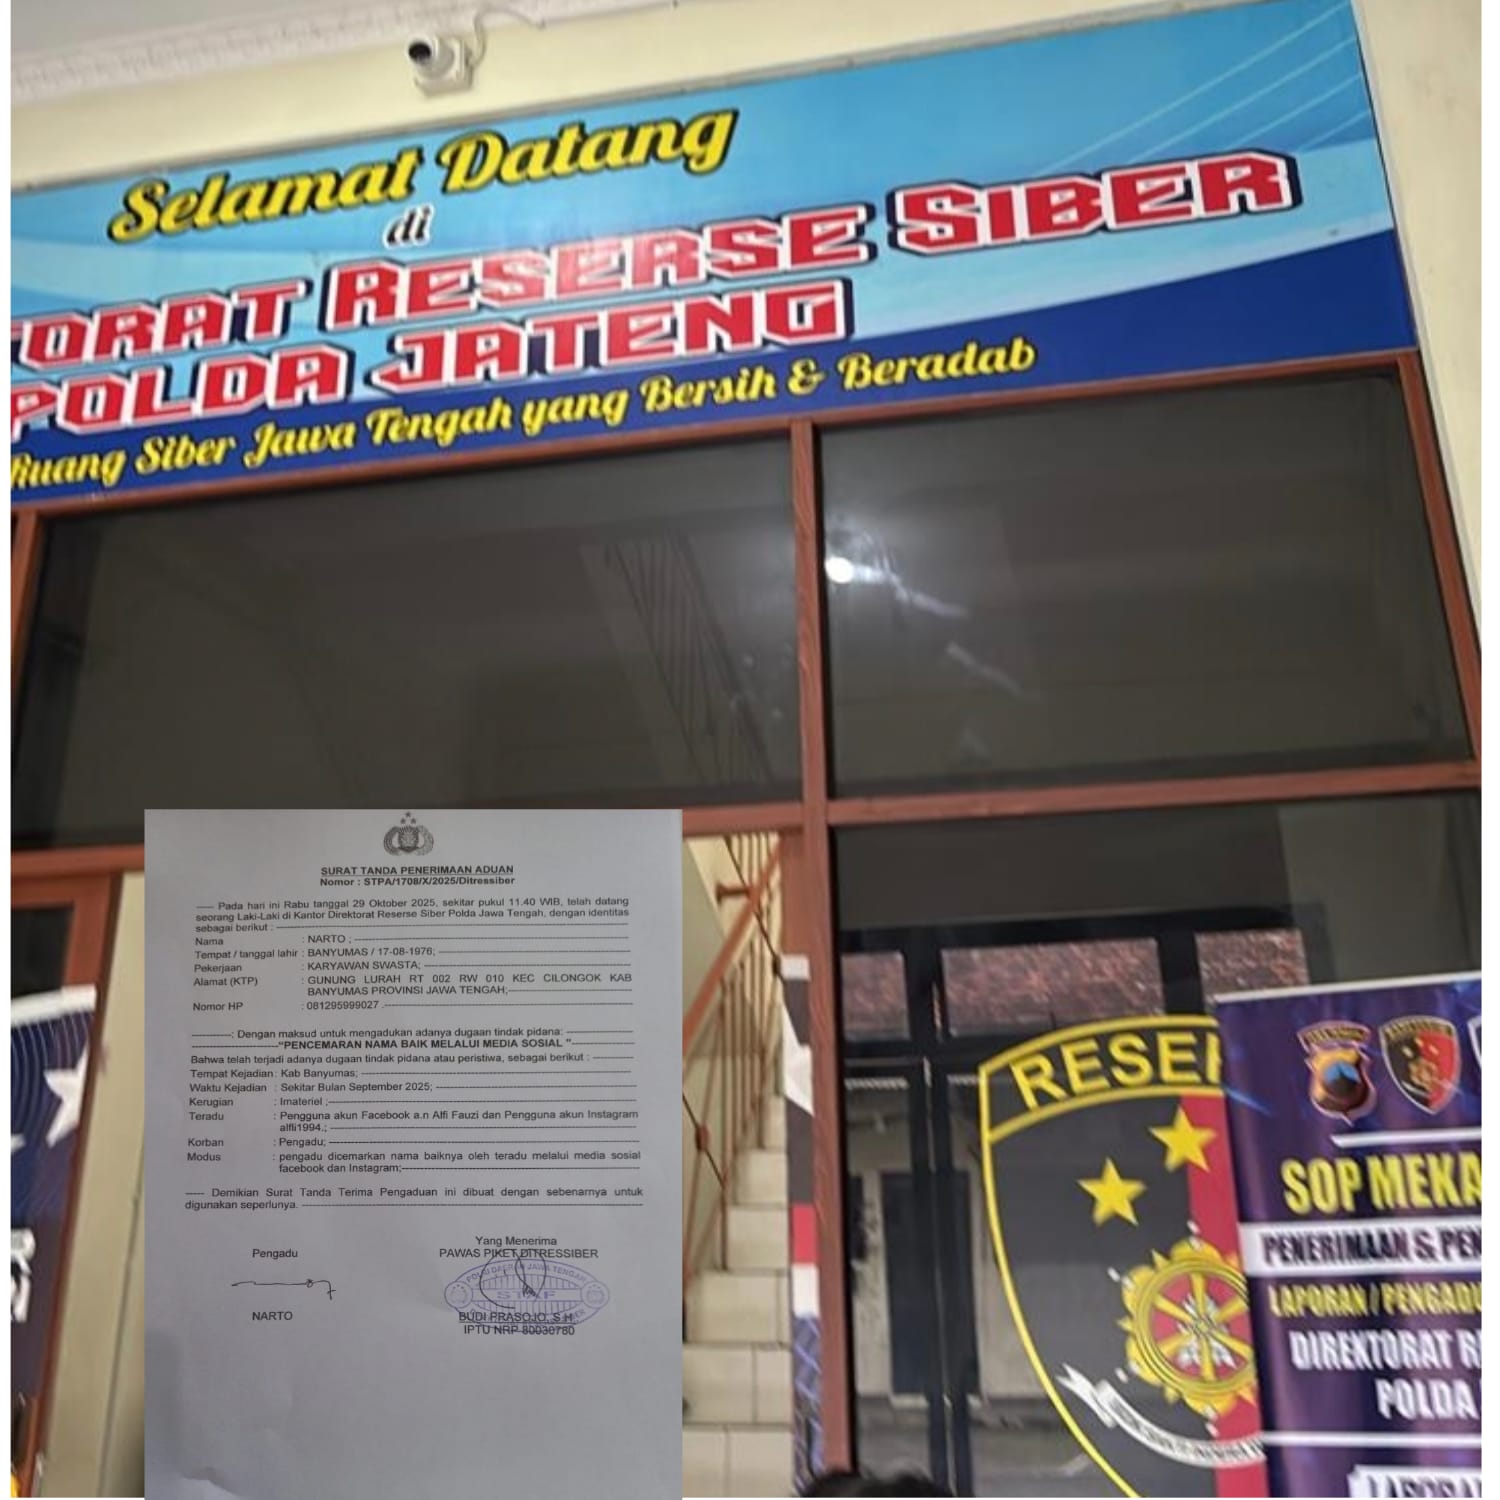 Selamat Datang
di
ORAT RESERSE SIBER
POLDA JATENG
Ruang Siber Jawa Tengah yang Bersih & Beradab
SURAT TANDA PENERIMAAN ADUAN
Nomor : STPA/1708/X/2025/Ditressiber
----- Pada hari ini Rabu tanggal 29 Oktober 2025, sekitar pukul 11.40 WIB, telah datang
seorang Laki-Laki di Kantor Direktorat Reserse Siber Polda Jawa Tengah, dengan identitas
sebagai berikut : ---
Nama : NARTO ; ---
Tempat / tanggal lahir : BANYUMAS / 17-08-1976; ---
Pekerjaan : KARYAWAN SWASTA; ---
Alamat (KTP) : GUNUNG LURAH RT 002 RW 010 KEC CILONGOK KAB
BANYUMAS PROVINSI JAWA TENGAH;---
Nomor HP : 081295999027 .---
----------; Dengan maksud untuk mengadukan adanya dugaan tindak pidana: ---
---"PENCEMARAN NAMA BAIK MELALUI MEDIA SOSIAL "---
Bahwa telah terjadi adanya dugaan tindak pidana atau peristiwa, sebagai berikut : ---
Tempat Kejadian : Kab Banyumas; ---
Waktu Kejadian : Sekitar Bulan September 2025; ---
Kerugian : Imateriel ;---
Teradu : Pengguna akun Facebook a.n Alfi Fauzi dan Pengguna akun Instagram
alfli1994.; ---
Korban : Pengadu; ---
Modus : pengadu dicemarkan nama baiknya oleh teradu melalui media sosial
facebook dan Instagram;---
----- Demikian Surat Tanda Terima Pengaduan ini dibuat dengan sebenarnya untuk
digunakan seperlunya. ---
Yang Menerima
Pengadu
PAWAS PIKET DITRESSIBER
STAF
NARTO
BUDI PRASOJO, S.H.
IPTU NRP 80030780
RESE
SOP MEKA
PENERIMAAN & PEN
LAPORAN / PENGADU
DIREKTORAT R
POLDA